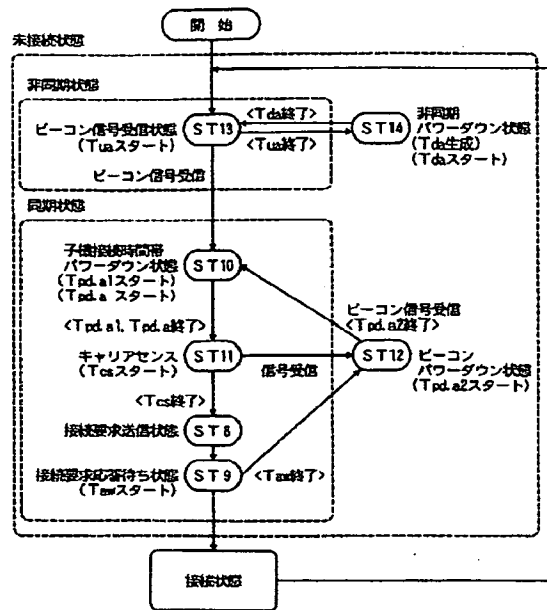 開始
未接続状態
非同期状態
ビーコン信号受信状態
(Tuaスタート)
ST13
<Tda終了>
<Tua終了>
ST14
非同期
パワーダウン状態
(Tda生成)
(Tdaスタート)
ビーコン信号受信
同期状態
子機接続時間帯
パワーダウン状態
(Tpd.a1スタート)
(Tpd.a スタート)
ST10
<Tpd.a1, Tpd.a終了>
ビーコン信号受信
<Tpd.a2終了>
キャリアセンス
(Tcsスタート)
ST11
信号受信
ST12
ビーコン
パワーダウン状態
(Tpd.a2スタート)
<Tcs終了>
接続要求送信状態
ST8
接続要求応答待ち状態
(Tawスタート)
ST9
<Taw終了>
接続状態